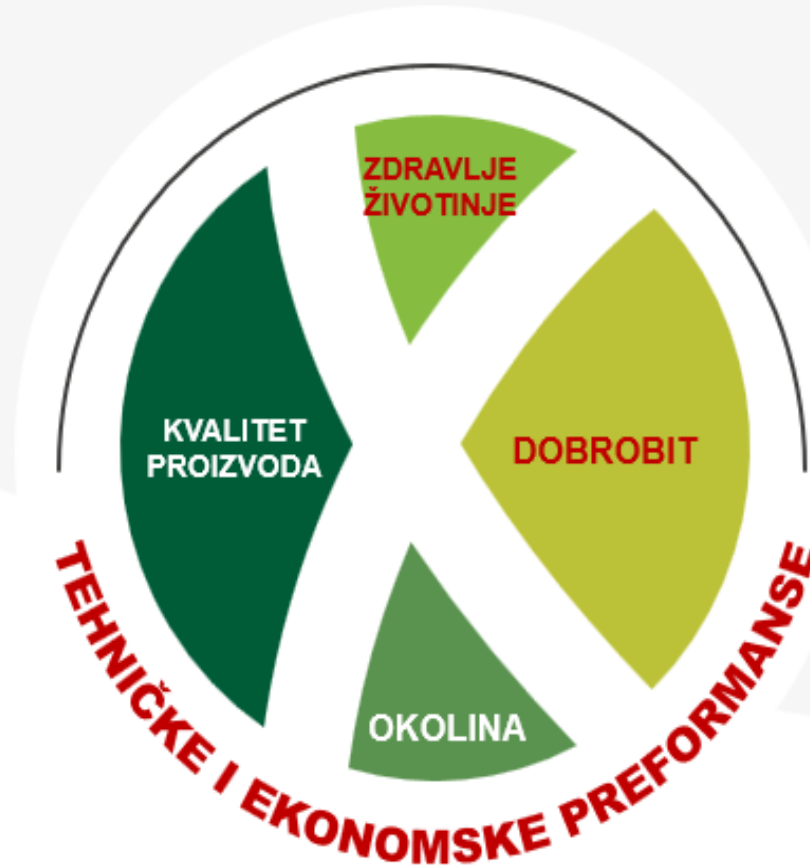 ZDRAVLJE
ŽIVOTINJE
KVALITET
PROIZVODA
DOBROBIT
OKOLINA
TEHNIČKE I EKONOMSKE PREFORMANSE